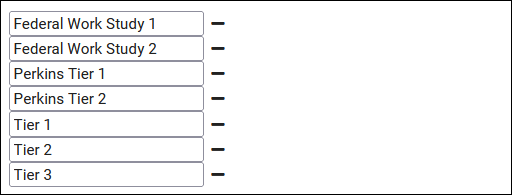 Federal Work Study 1
Federal Work Study 2
Perkins Tier 1
Perkins Tier 2
Tier 1
Tier 2
Tier 3